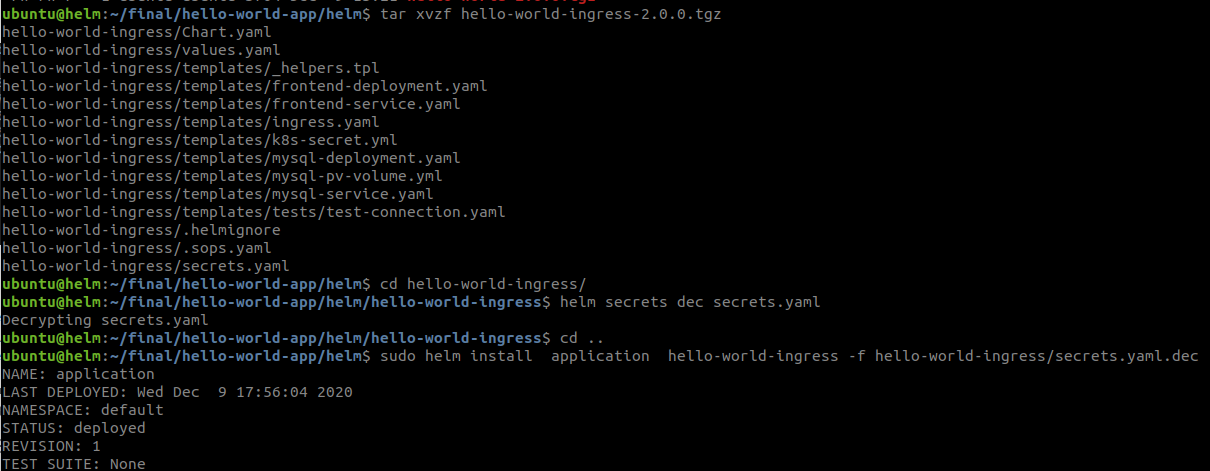 ubuntu@helm:~/final/hello-world-app/helm$ tar xvzf hello-world-ingress-2.0.0.tgz
hello-world-ingress/Chart.yaml
hello-world-ingress/values.yaml
hello-world-ingress/templates/_helpers.tpl
hello-world-ingress/templates/frontend-deployment.yaml
hello-world-ingress/templates/frontend-service.yaml
hello-world-ingress/templates/ingress.yaml
hello-world-ingress/templates/k8s-secret.yml
hello-world-ingress/templates/mysql-deployment.yaml
hello-world-ingress/templates/mysql-pv-volume.yml
hello-world-ingress/templates/mysql-service.yaml
hello-world-ingress/templates/tests/test-connection.yaml
hello-world-ingress/.helmignore
hello-world-ingress/.sops.yaml
hello-world-ingress/secrets.yaml
ubuntu@helm:~/final/hello-world-app/helm$ cd hello-world-ingress/
ubuntu@helm:~/final/hello-world-app/helm/hello-world-ingress$ helm secrets dec secrets.yaml
Decrypting secrets.yaml
ubuntu@helm:~/final/hello-world-app/helm/hello-world-ingress$ cd ..
ubuntu@helm:~/final/hello-world-app/helm$ sudo helm install  application  hello-world-ingress -f hello-world-ingress/secrets.yaml.dec
NAME: application
LAST DEPLOYED: Wed Dec  9 17:56:04 2020
NAMESPACE: default
STATUS: deployed
REVISION: 1
TEST SUITE: None